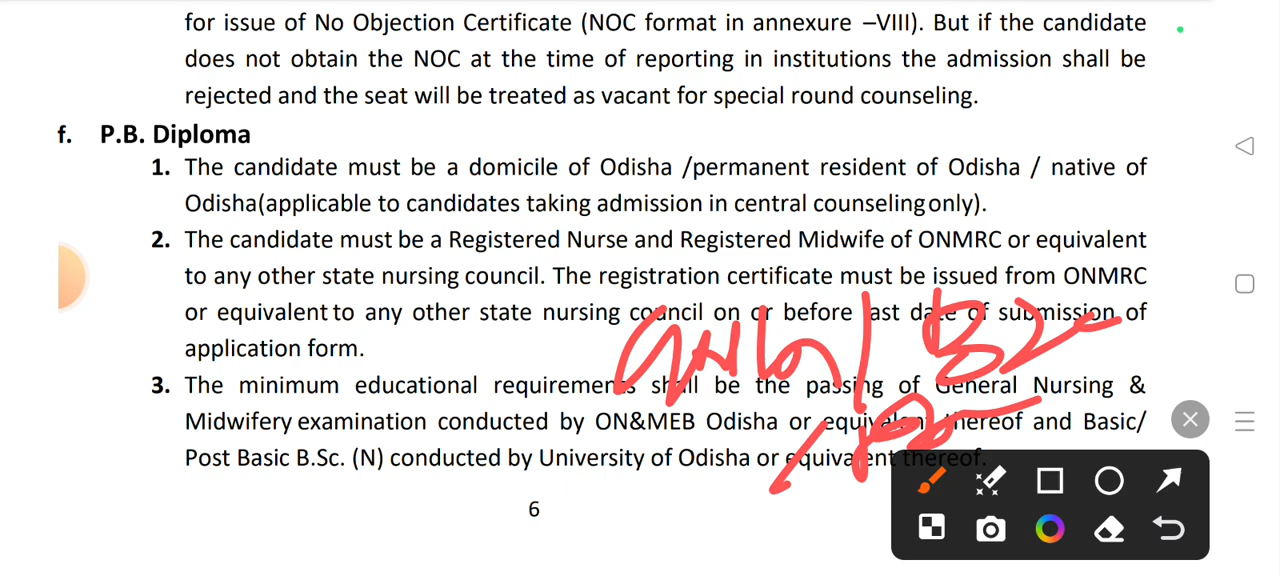 for issue of No Objection Certificate (NOC format in annexure –VIII). But if the candidate
does not obtain the NOC at the time of reporting in institutions the admission shall be
rejected and the seat will be treated as vacant for special round counseling.
f. P.B. Diploma
1. The candidate must be a domicile of Odisha /permanent resident of Odisha / native of
Odisha(applicable to candidates taking admission in central counseling only).
2. The candidate must be a Registered Nurse and Registered Midwife of ONMRC or equivalent
to any other state nursing council. The registration certificate must be issued from ONMRC
or equivalent to any other state nursing council on or before last date of submission of
application form.
3. The minimum educational requirements shall be the passing of General Nursing &
Midwifery examination conducted by ON&MEB Odisha or equivalent thereof and Basic/
Post Basic B.Sc. (N) conducted by University of Odisha or equivalent thereof.
6